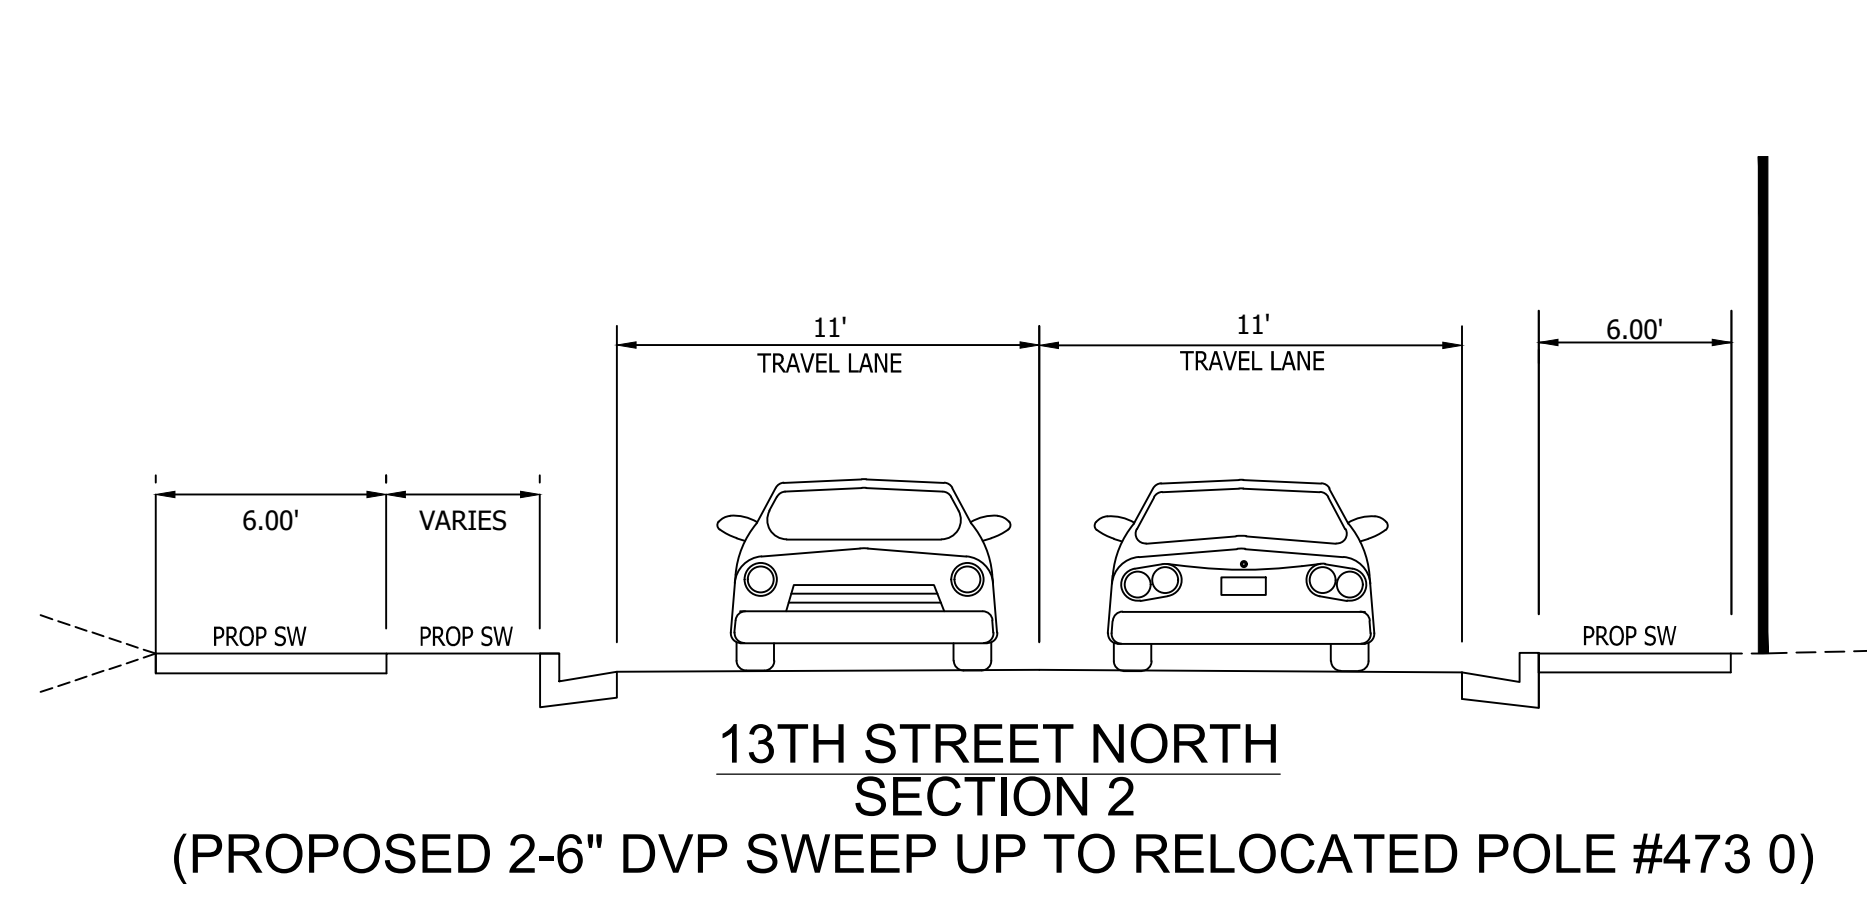 11'
TRAVEL LANE
11'
TRAVEL LANE
6.00'
6.00'
VARIES
PROP SW
PROP SW
PROP SW
13TH STREET NORTH
SECTION 2
(PROPOSED 2-6" DVP SWEEP UP TO RELOCATED POLE #473 0)